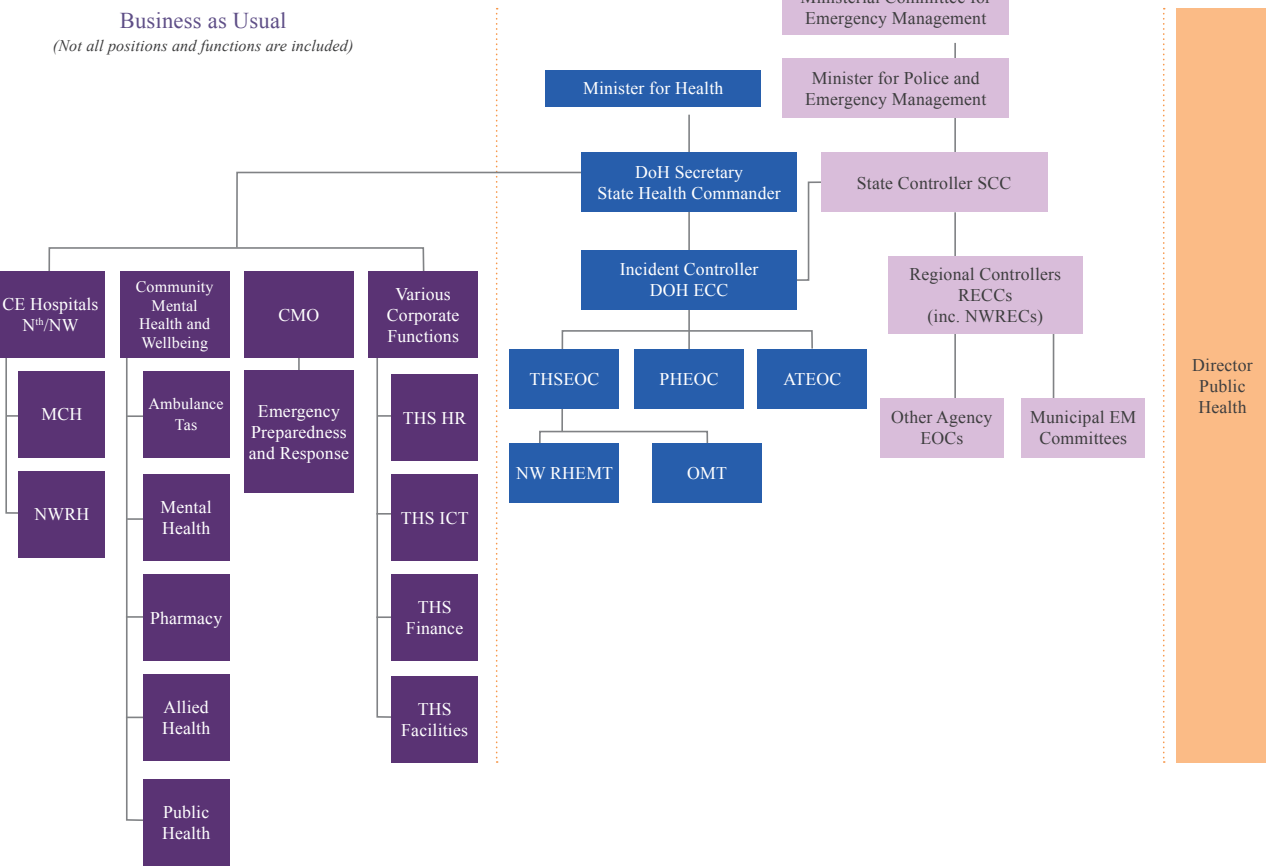 Business as Usual
(Not all positions and functions are included)
Ministerial Committee for
Emergency Management
Minister for Health
Minister for Police and
Emergency Management
DoH Secretary
State Health Commander
State Controller SCC
Incident Controller
DOH ECC
Regional Controllers
RECCs
(inc. NWRECs)
CE Hospitals
Nth/NW
Community
Mental
Health and
Wellbeing
CMO
Various
Corporate
Functions
THSEOC
PHEOC
ATEOC
Director
Public
Health
MCH
Ambulance
Tas
Emergency
Preparedness
and Response
THS HR
Other Agency
EOCs
Municipal EM
Committees
NW RHEMT
OMT
NWRH
Mental
Health
THS ICT
Pharmacy
THS
Finance
Allied
Health
THS
Facilities
Public
Health